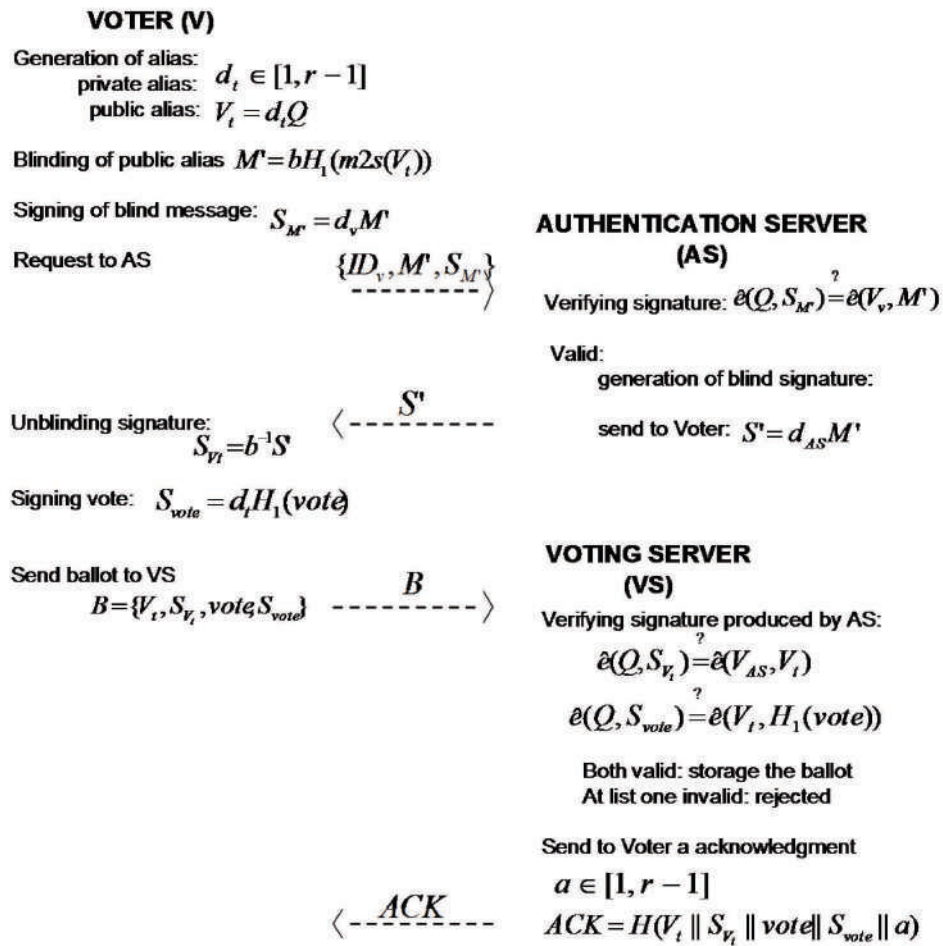 VOTER (V)
Generation of alias:
private alias: d_t ∈ [1, r − 1]
public alias: V_t = d_tQ
Blinding of public alias M' = bH_1(m2s(V_t))
Signing of blind message: S_M' = d_vM'
AUTHENTICATION SERVER
(AS)
Request to AS {ID_v, M', S_M'}
Verifying signature: ê(Q, S_M') ≟ ê(V_v, M')
Valid:
generation of blind signature:
send to Voter: S' = d_ASM'
S'
Unblinding signature:
S_Vt = b^-1S'
Signing vote: S_vote = d_tH_1(vote)
VOTING SERVER
(VS)
Send ballot to VS
B = {V_t, S_Vt, vote, S_vote}
B
Verifying signature produced by AS:
ê(Q, S_Vt) ≟ ê(V_AS, V_t)
ê(Q, S_vote) ≟ ê(V_t, H_1(vote))
Both valid: storage the ballot
At list one invalid: rejected
Send to Voter a acknowledgment
a ∈ [1, r − 1]
ACK
ACK = H(V_t || S_Vt || vote || S_vote || a)